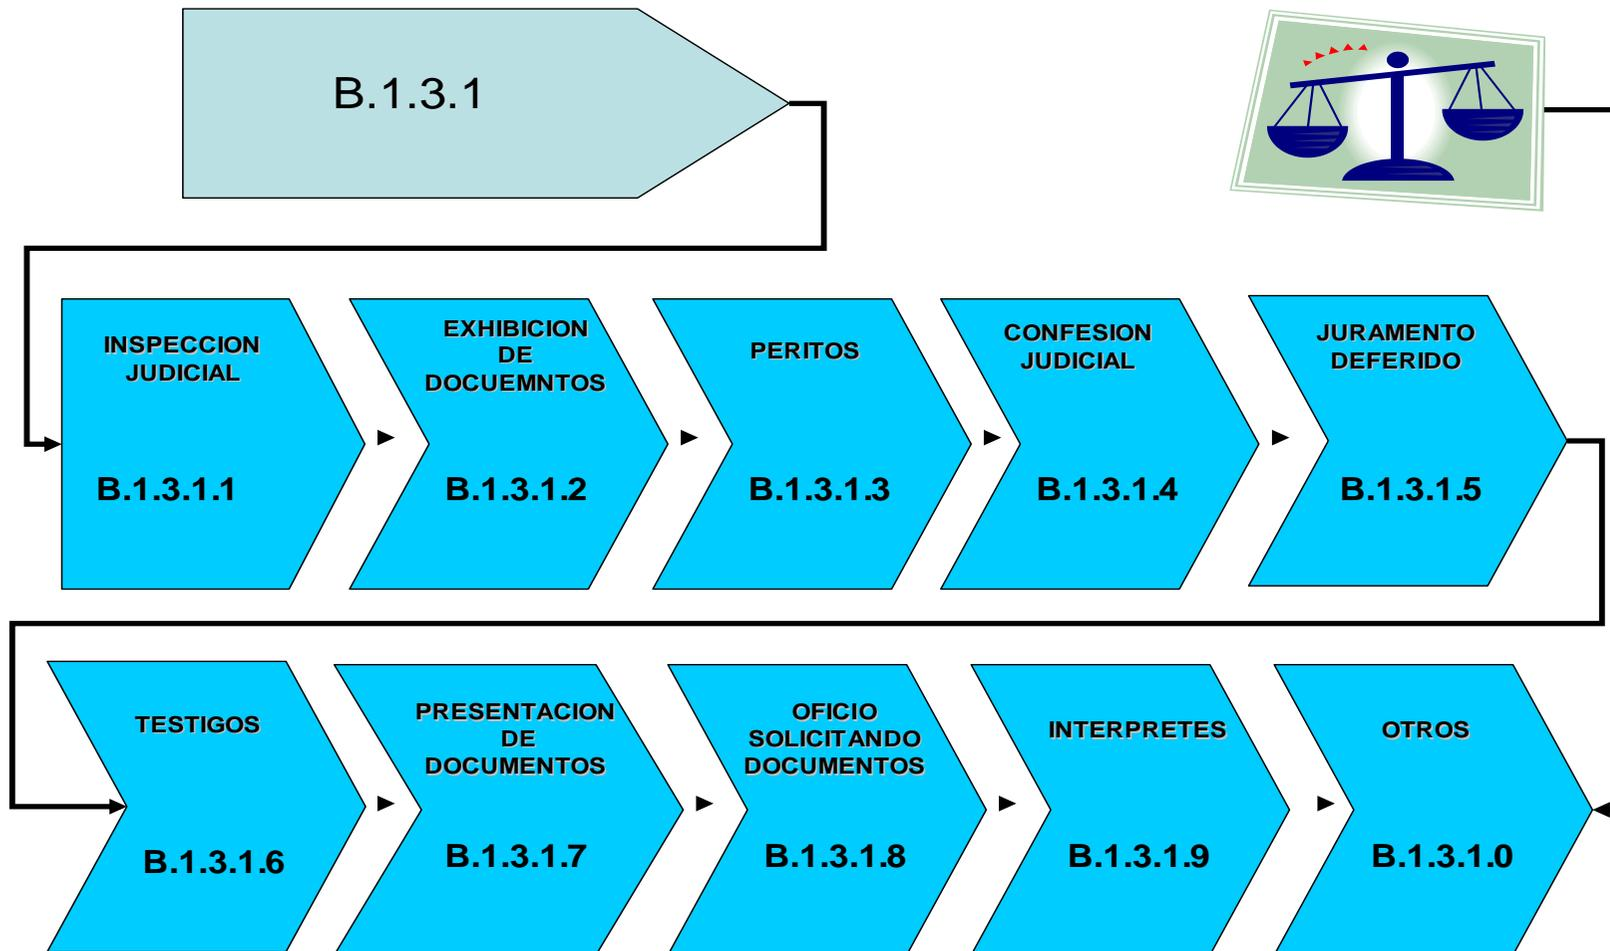 B.1.3.1
INSPECCION
JUDICIAL
B.1.3.1.1
EXHIBICION
DE
DOCUEMNTOS
B.1.3.1.2
PERITOS
B.1.3.1.3
CONFESION
JUDICIAL
B.1.3.1.4
JURAMENTO
DEFERIDO
B.1.3.1.5
TESTIGOS
B.1.3.1.6
PRESENTACION
DE
DOCUMENTOS
B.1.3.1.7
OFICIO
SOLICITANDO
DOCUMENTOS
B.1.3.1.8
INTERPRETES
B.1.3.1.9
OTROS
B.1.3.1.0